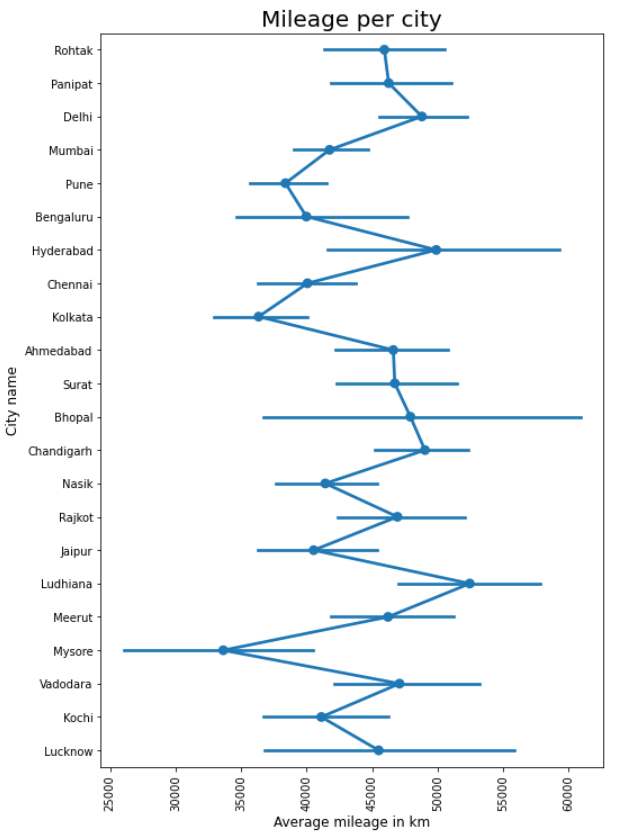 Mileage per city
Rohtak
Panipat
Delhi
Mumbai
Pune
Bengaluru
Hyderabad
Chennai
Kolkata
Ahmedabad
Surat
Bhopal
Chandigarh
Nasik
Rajkot
Jaipur
Ludhiana
Meerut
Mysore
Vadodara
Kochi
Lucknow
City name
25000
30000
35000
40000
45000
50000
55000
60000
Average mileage in km